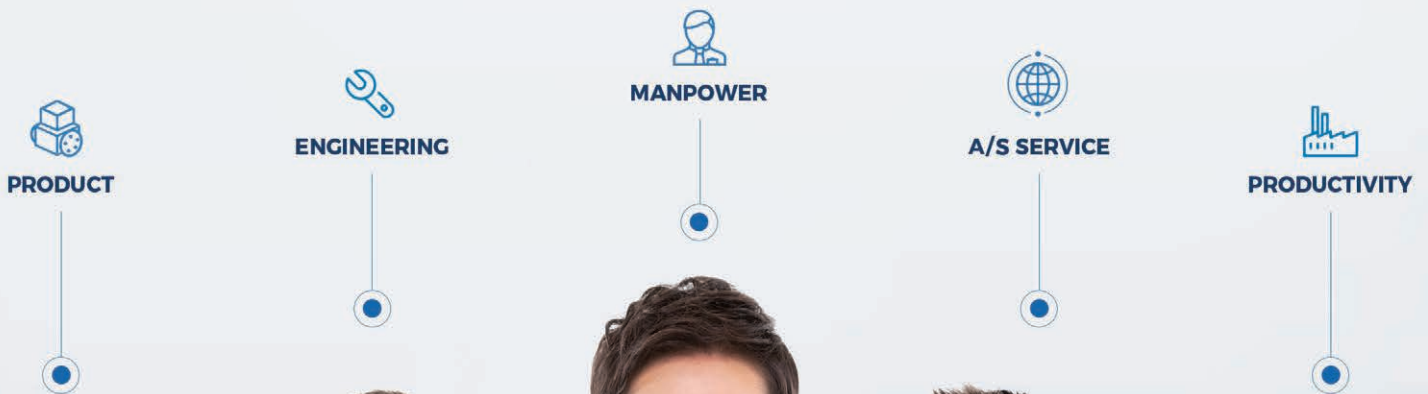 PRODUCT
ENGINEERING
MANPOWER
A/S SERVICE
PRODUCTIVITY